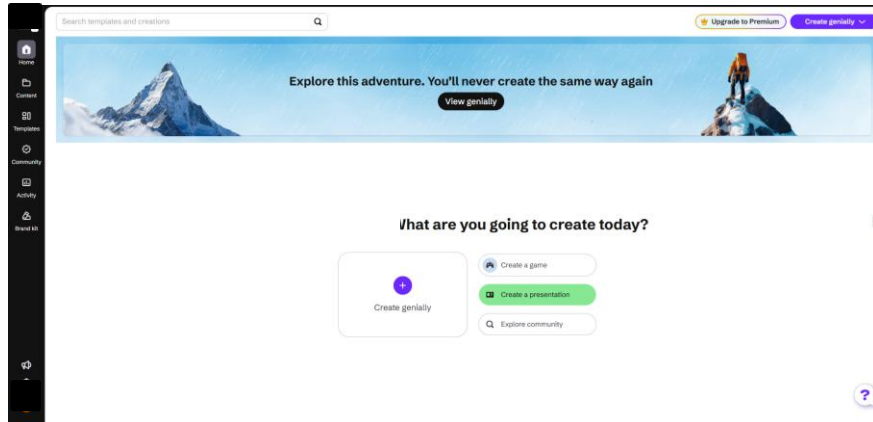 Search templates and creations
Upgrade to Premium
Create genially
Home
Content
Templates
Community
Activity
Brand kit
Explore this adventure. You'll never create the same way again
View genially
What are you going to create today?
Create genially
Create a game
Create a presentation
Explore community
?